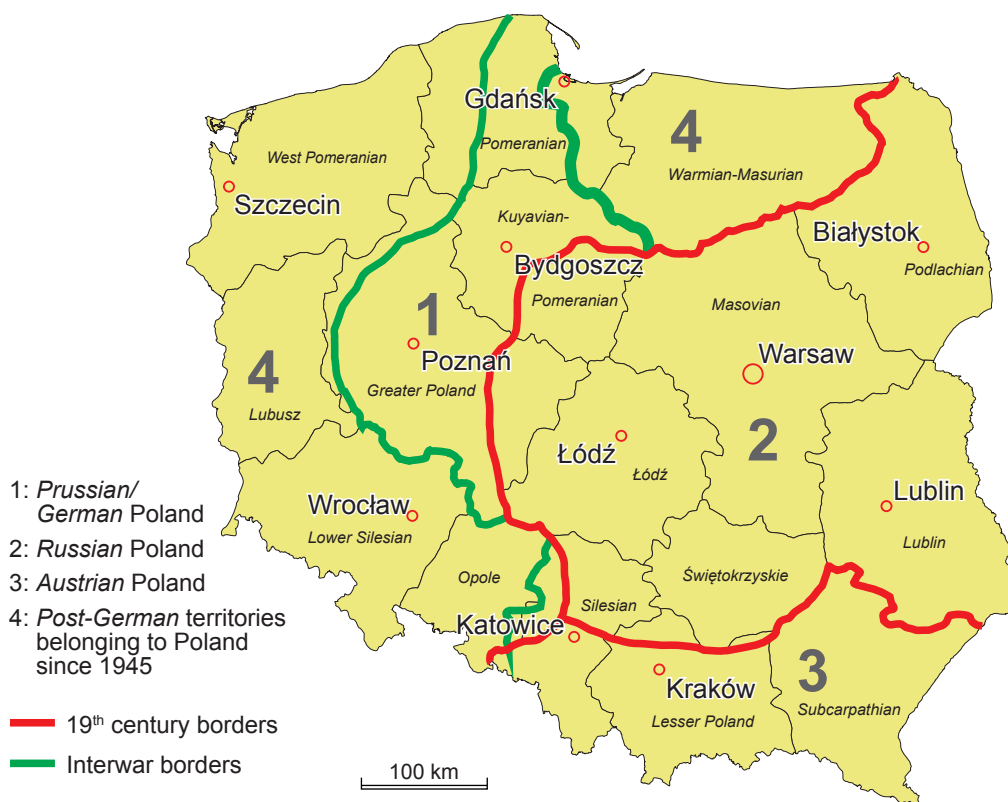 Gdańsk
Pomeranian
4
Warmian-Masurian
West Pomeranian
Szczecin
Kuyavian-
Bydgoszcz
Pomeranian
Białystok
Podlachian
Masovian
1
Poznań
Greater Poland
Warsaw
4
Lubusz
2
Łódź
Łódź
Lublin
Lublin
Wrocław
Lower Silesian
Opole
Silesian
Świętokrzyskie
Katowice
Kraków
Lesser Poland
3
Subcarpathian
1: Prussian/
German Poland
2: Russian Poland
3: Austrian Poland
4: Post-German territories
belonging to Poland
since 1945
19th century borders
Interwar borders
100 km